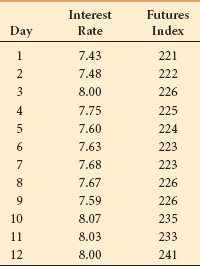 Interest Futures
Day Rate Index
1 7.43 221
2 7.48 222
3 8.00 226
4 7.75 225
5 7.60 224
6 7.63 223
7 7.68 223
8 7.67 226
9 7.59 226
10 8.07 235
11 8.03 233
12 8.00 241